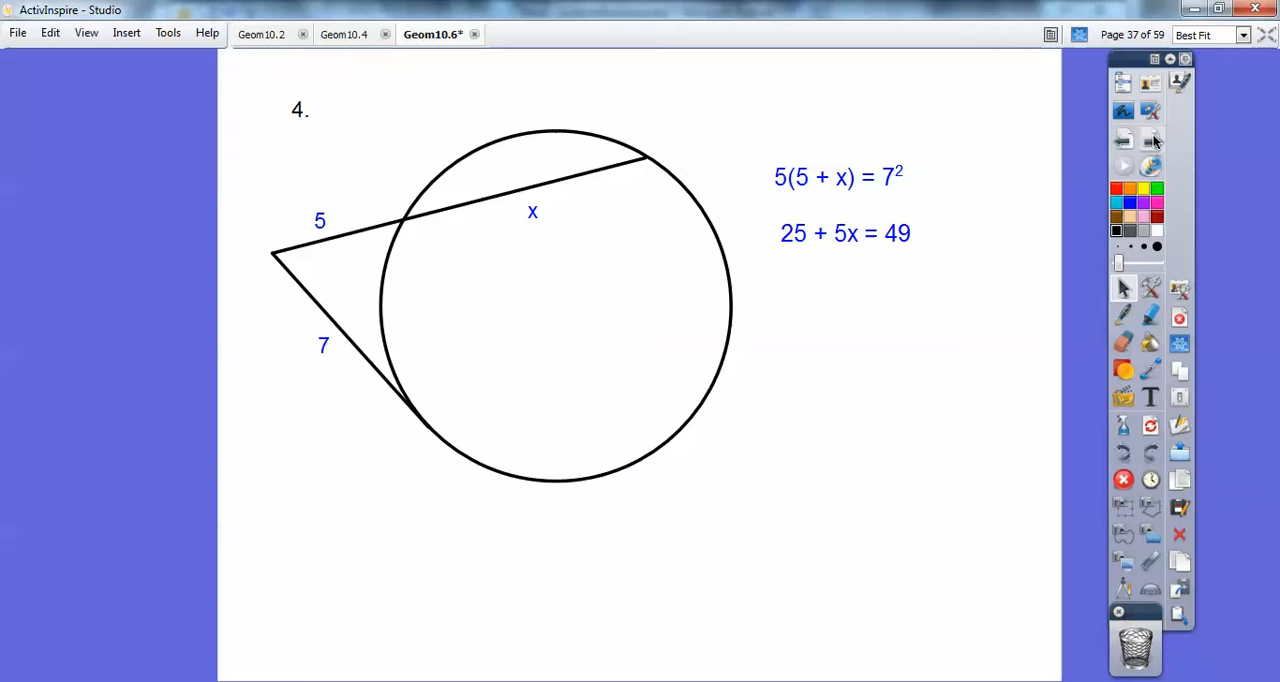 ActivInspire - Studio
File Edit View Insert Tools Help
Geom10.2 Geom10.4 Geom10.6* Page 37 of 59 Best Fit
4.
5(5 + x) = 7²
5 x
25 + 5x = 49
7